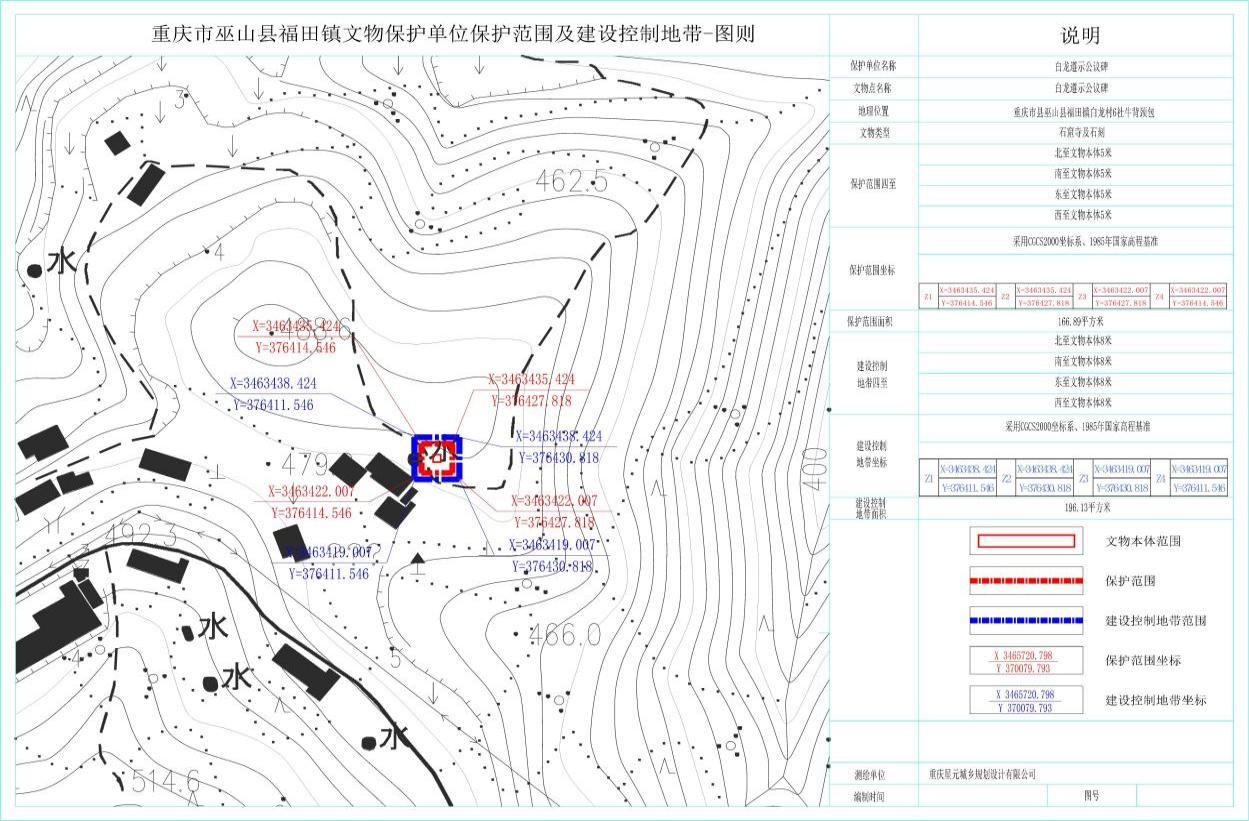 重庆市巫山县福田镇文物保护单位保护范围及建设控制地带-图则
说明
保护单位名称
白龙道示公议碑
文物点名称
白龙道示公议碑
地理位置
重庆市县巫山县福田镇白龙村6社牛背颈包
文物类型
石窟寺及石刻
保护范围四至
北至文物本体5米
南至文物本体5米
东至文物本体5米
西至文物本体5米
保护范围坐标
采用CGCS2000坐标系、1985年国家高程基准
Z1 X=3463435.424 Y=376414.546
Z2 X=3463435.424 Y=376427.818
Z3 X=3463422.007 Y=376427.818
Z4 X=3463422.007 Y=376414.546
保护范围面积
166.89平方米
建设控制
地带四至
北至文物本体8米
南至文物本体8米
东至文物本体8米
西至文物本体8米
建设控制
地带坐标
采用CGCS2000坐标系、1985年国家高程基准
Z1 X=3463438.424 Y=376411.546
Z2 X=3463438.424 Y=376430.818
Z3 X=3463419.007 Y=376430.818
Z4 X=3463419.007 Y=376411.546
建设控制
地带面积
196.13平方米
文物本体范围
保护范围
建设控制地带范围
X 3465720.798
Y 370079.793
保护范围坐标
X 3465720.798
Y 370079.793
建设控制地带坐标
测绘单位
重庆星元城乡规划设计有限公司
编制时间
图号
3
462.5
4
水
X=3463435.424
Y=376414.546
X=3463438.424
Y=376411.546
X=3463435.424
Y=376427.818
X=3463438.424
Y=376430.818
石
400
X=3463422.007
Y=376414.546
X=3463422.007
Y=376427.818
492.3
X=3463419.007
Y=376411.546
X=3463419.007
Y=376430.818
水
466.0
4
5
水
水
514.6